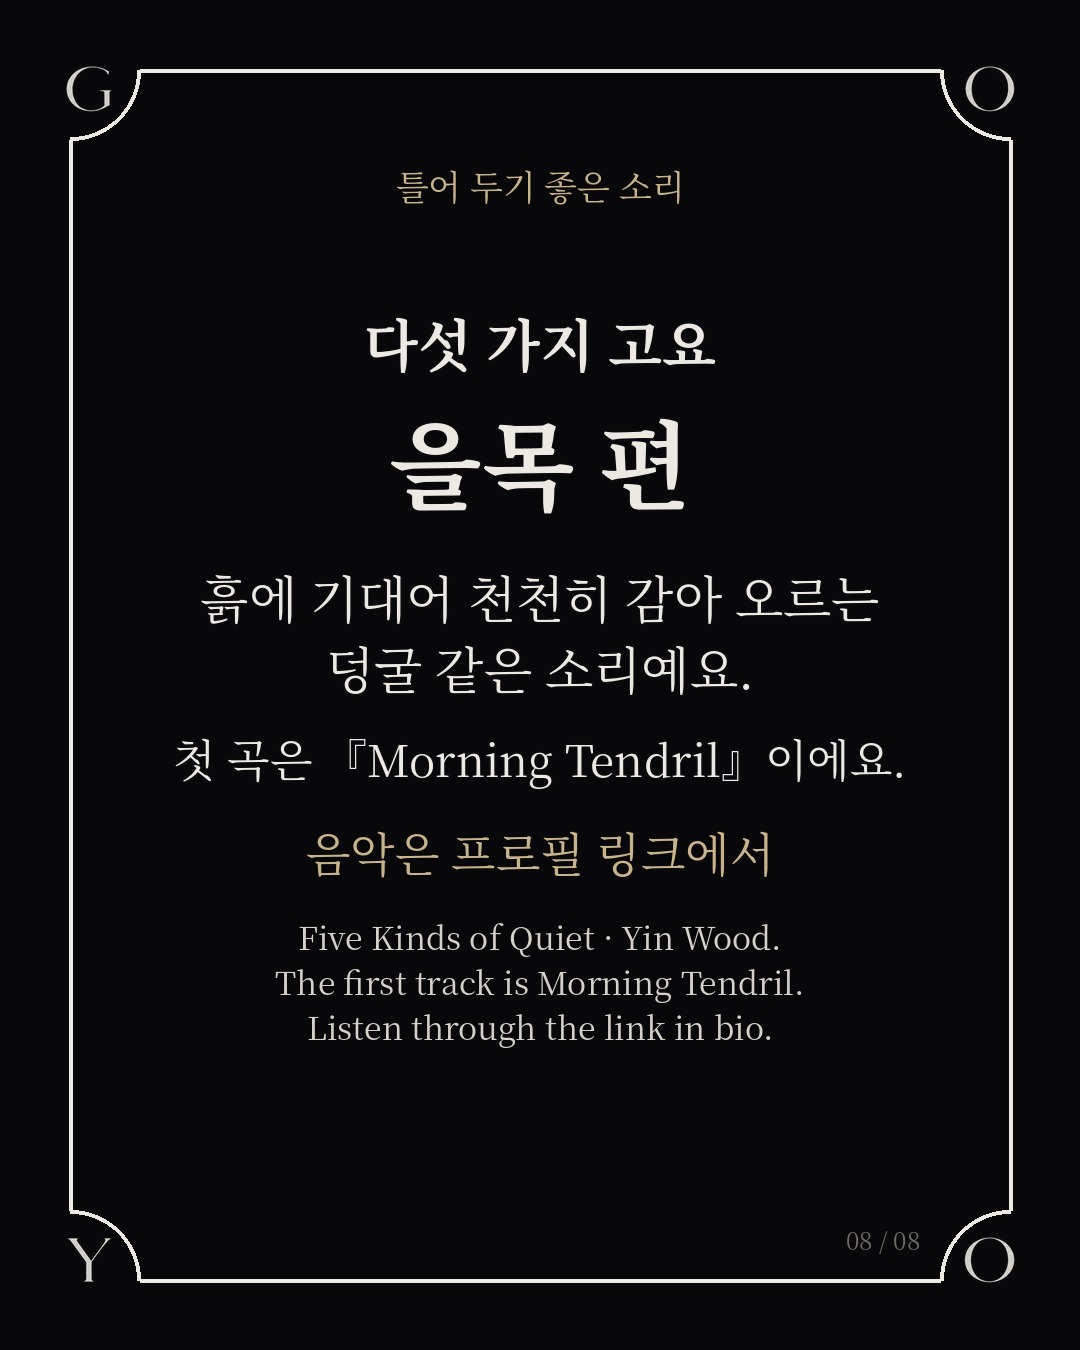 G O
틀어 두기 좋은 소리
다섯 가지 고요
을목 편
흙에 기대어 천천히 감아 오르는
덩굴 같은 소리예요.
첫 곡은 『Morning Tendril』이에요.
음악은 프로필 링크에서
Five Kinds of Quiet · Yin Wood.
The first track is Morning Tendril.
Listen through the link in bio.
08 / 08
Y O